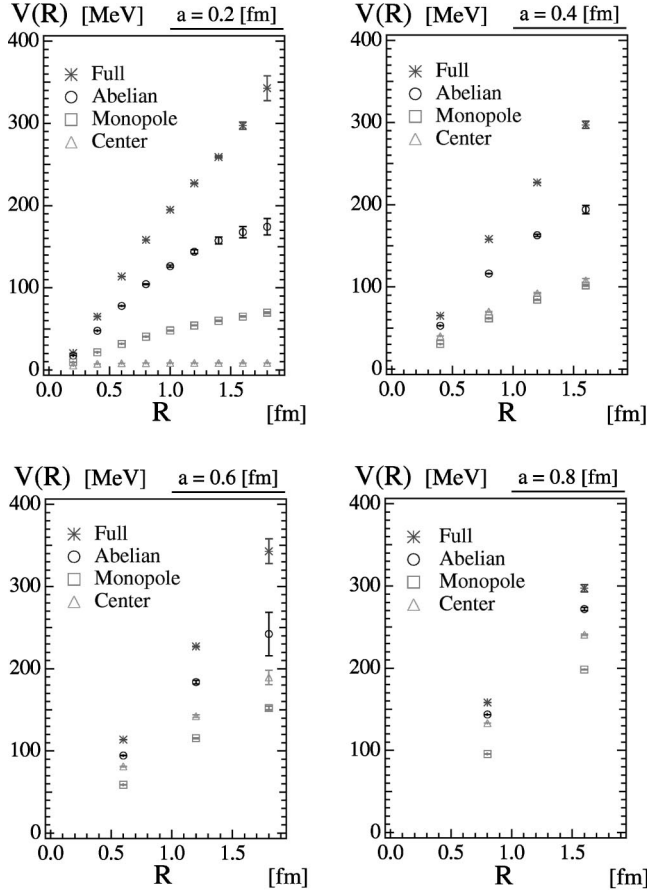 V(R) [MeV] a = 0.2 [fm]
400
Full
Abelian
300
Monopole
Center
200
100
0
0.0 0.5 1.0 1.5
R [fm]
V(R) [MeV] a = 0.4 [fm]
400
Full
Abelian
300
Monopole
Center
200
100
0
0.0 0.5 1.0 1.5
R [fm]
V(R) [MeV] a = 0.6 [fm]
400
Full
Abelian
Monopole
300
Center
200
100
0
0.0 0.5 1.0 1.5
R [fm]
V(R) [MeV] a = 0.8 [fm]
400
Full
Abelian
Monopole
300
Center
200
100
0
0.0 0.5 1.0 1.5
R [fm]